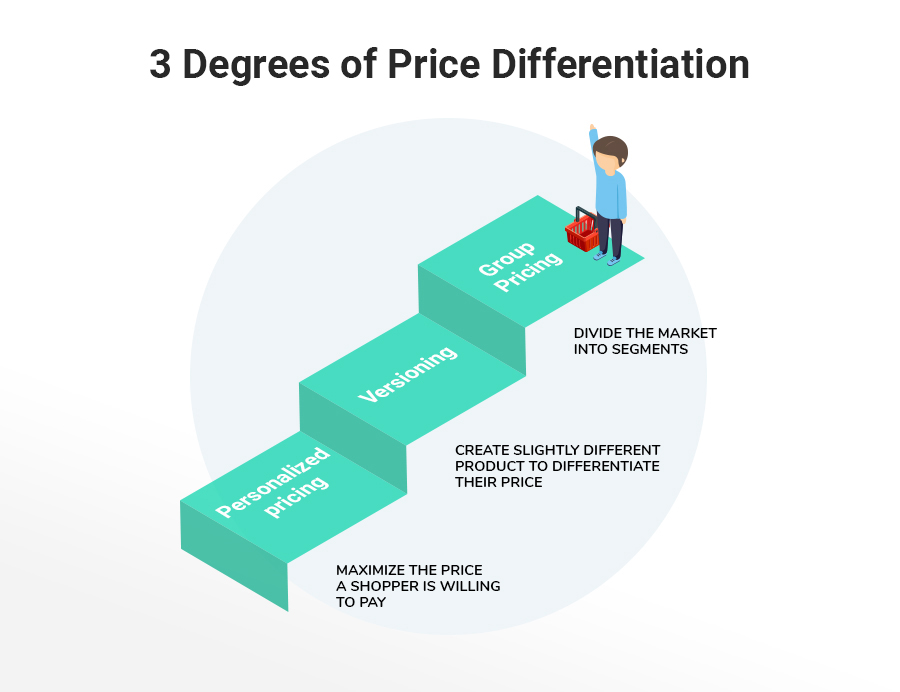 3 Degrees of Price Differentiation
Group
Pricing
DIVIDE THE MARKET
INTO SEGMENTS
Versioning
CREATE SLIGHTLY DIFFERENT
PRODUCT TO DIFFERENTIATE
THEIR PRICE
Personalized
pricing
MAXIMIZE THE PRICE
A SHOPPER IS WILLING
TO PAY